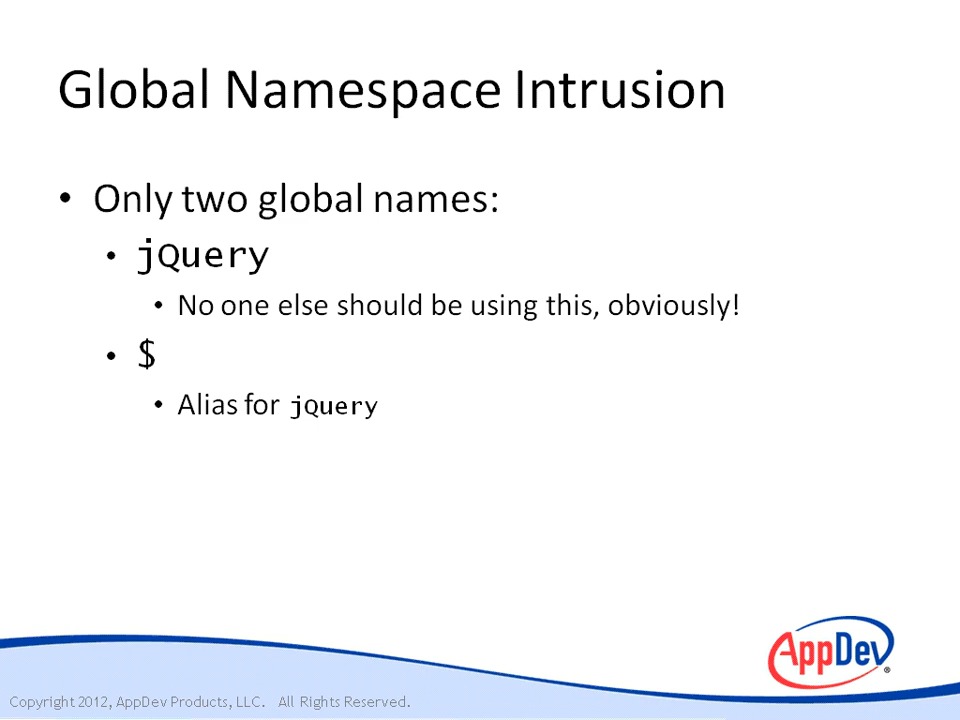 Global Namespace Intrusion
• Only two global names:
• jQuery
• No one else should be using this, obviously!
• $
• Alias for jQuery
AppDev®
Copyright 2012, AppDev Products, LLC. All Rights Reserved.